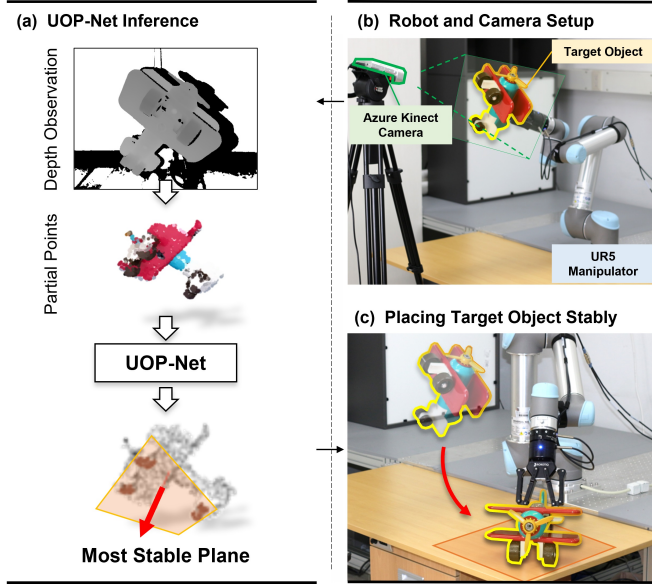 (a) UOP-Net Inference
Depth Observation
Partial Points
UOP-Net
Most Stable Plane
(b) Robot and Camera Setup
Target Object
Azure Kinect
Camera
UR5
Manipulator
(c) Placing Target Object Stably